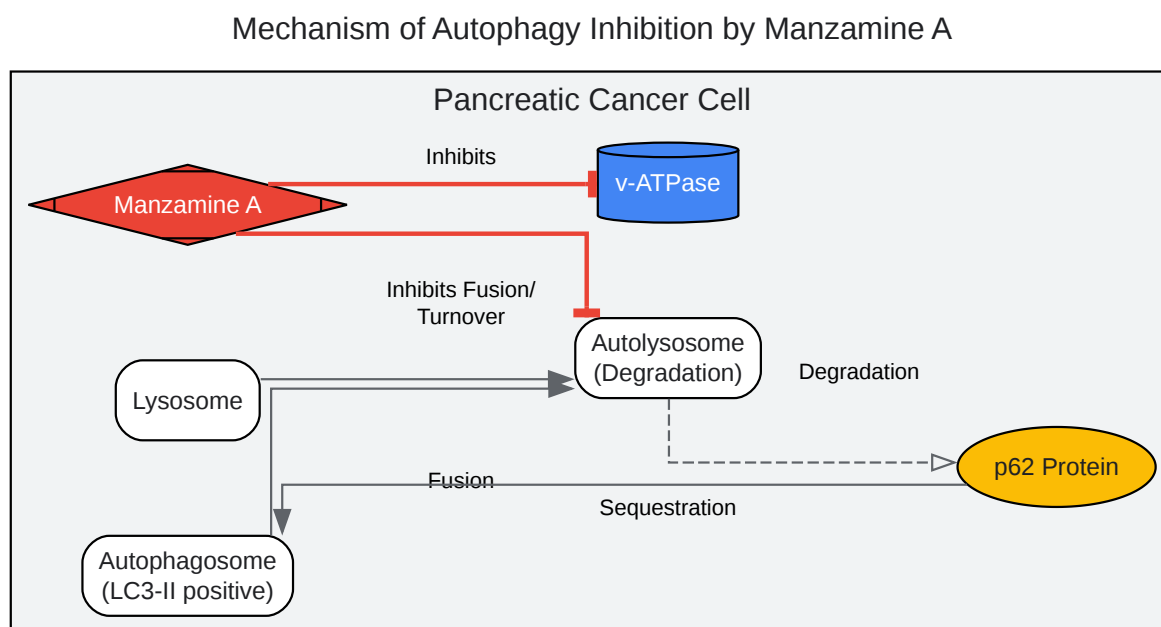 Mechanism of Autophagy Inhibition by Manzamine A
Pancreatic Cancer Cell
Inhibits
v-ATPase
Manzamine A
Inhibits Fusion/
Turnover
Autolysosome
(Degradation)
Degradation
Lysosome
p62 Protein
Fusion
Sequestration
Autophagosome
(LC3-II positive)